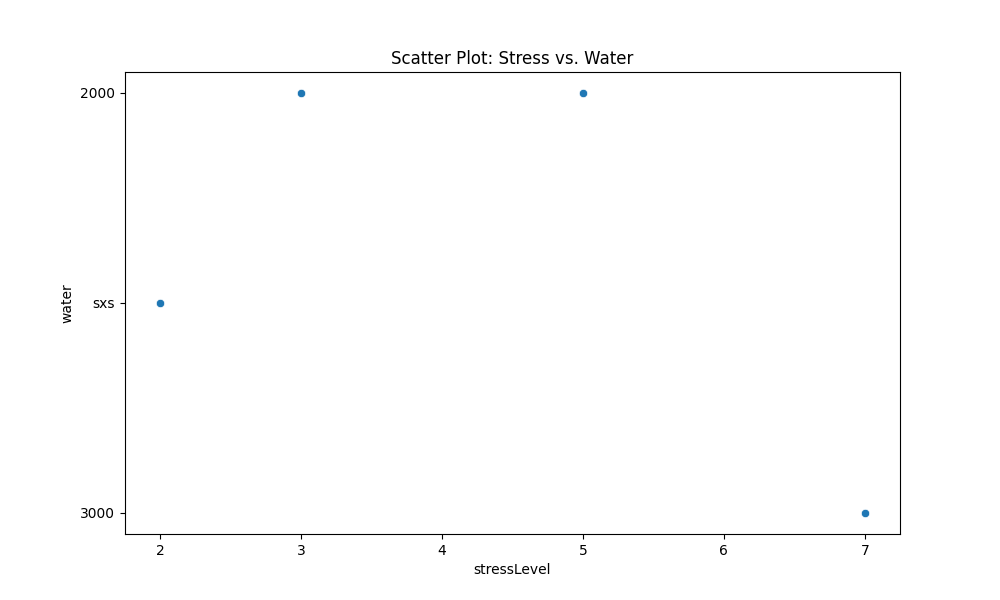 Scatter Plot: Stress vs. Water
2000
sxs
3000
water
2 3 4 5 6 7
stressLevel